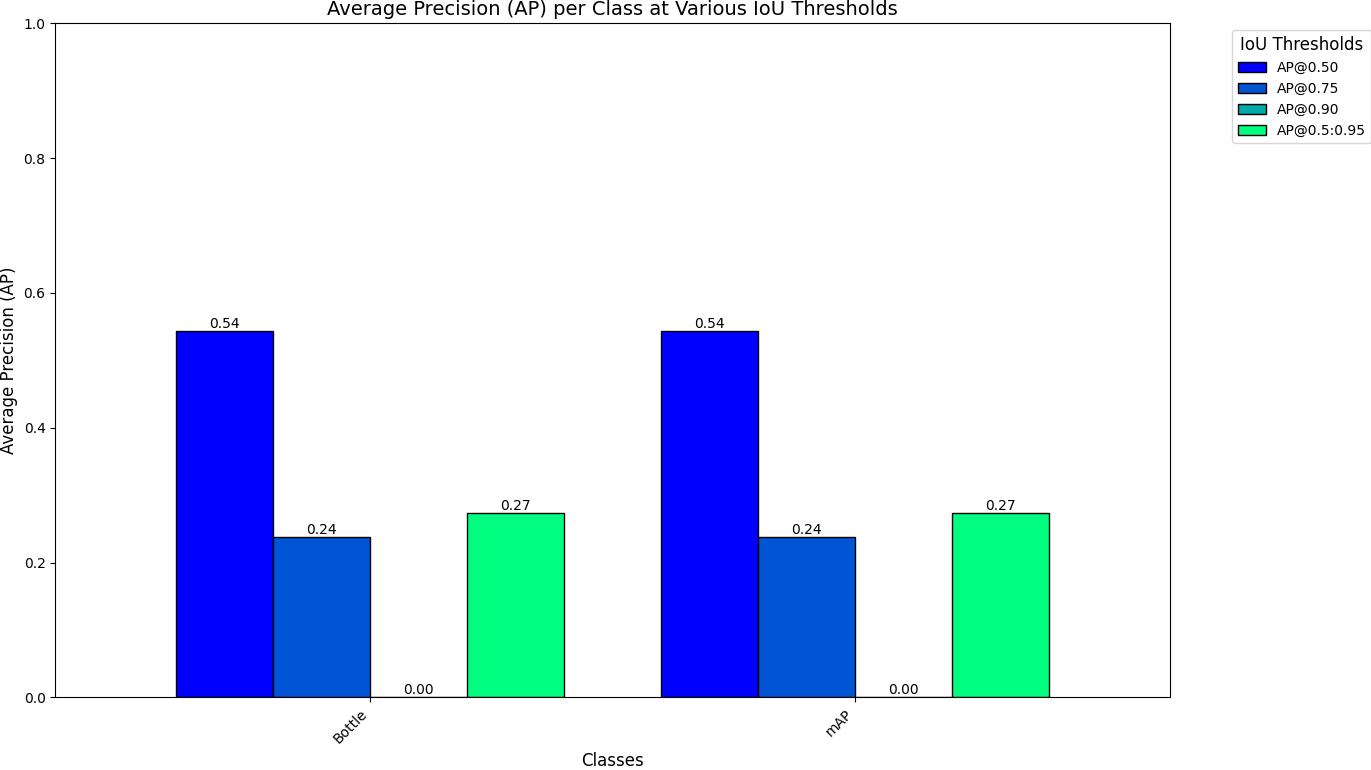 Average Precision (AP) per Class at Various IoU Thresholds
Average Precision (AP)
1.0
0.8
0.6
0.4
0.2
0.0
0.54
0.24
0.00
0.27
0.54
0.24
0.00
0.27
Bottle
mAP
Classes
IoU Thresholds
AP@0.50
AP@0.75
AP@0.90
AP@0.5:0.95